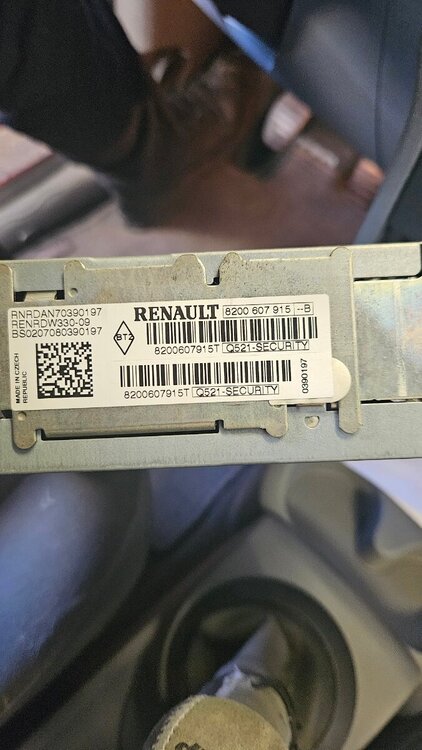 RNRDAN70390197
RENRDW330-09
BS0207080390197
MADE IN CZECH
REPUBLIC
BTZ
RENAULT 8200 607 915 --B
8200607915T Q521-SECURITY
8200607915T Q521-SECURITY
0390197